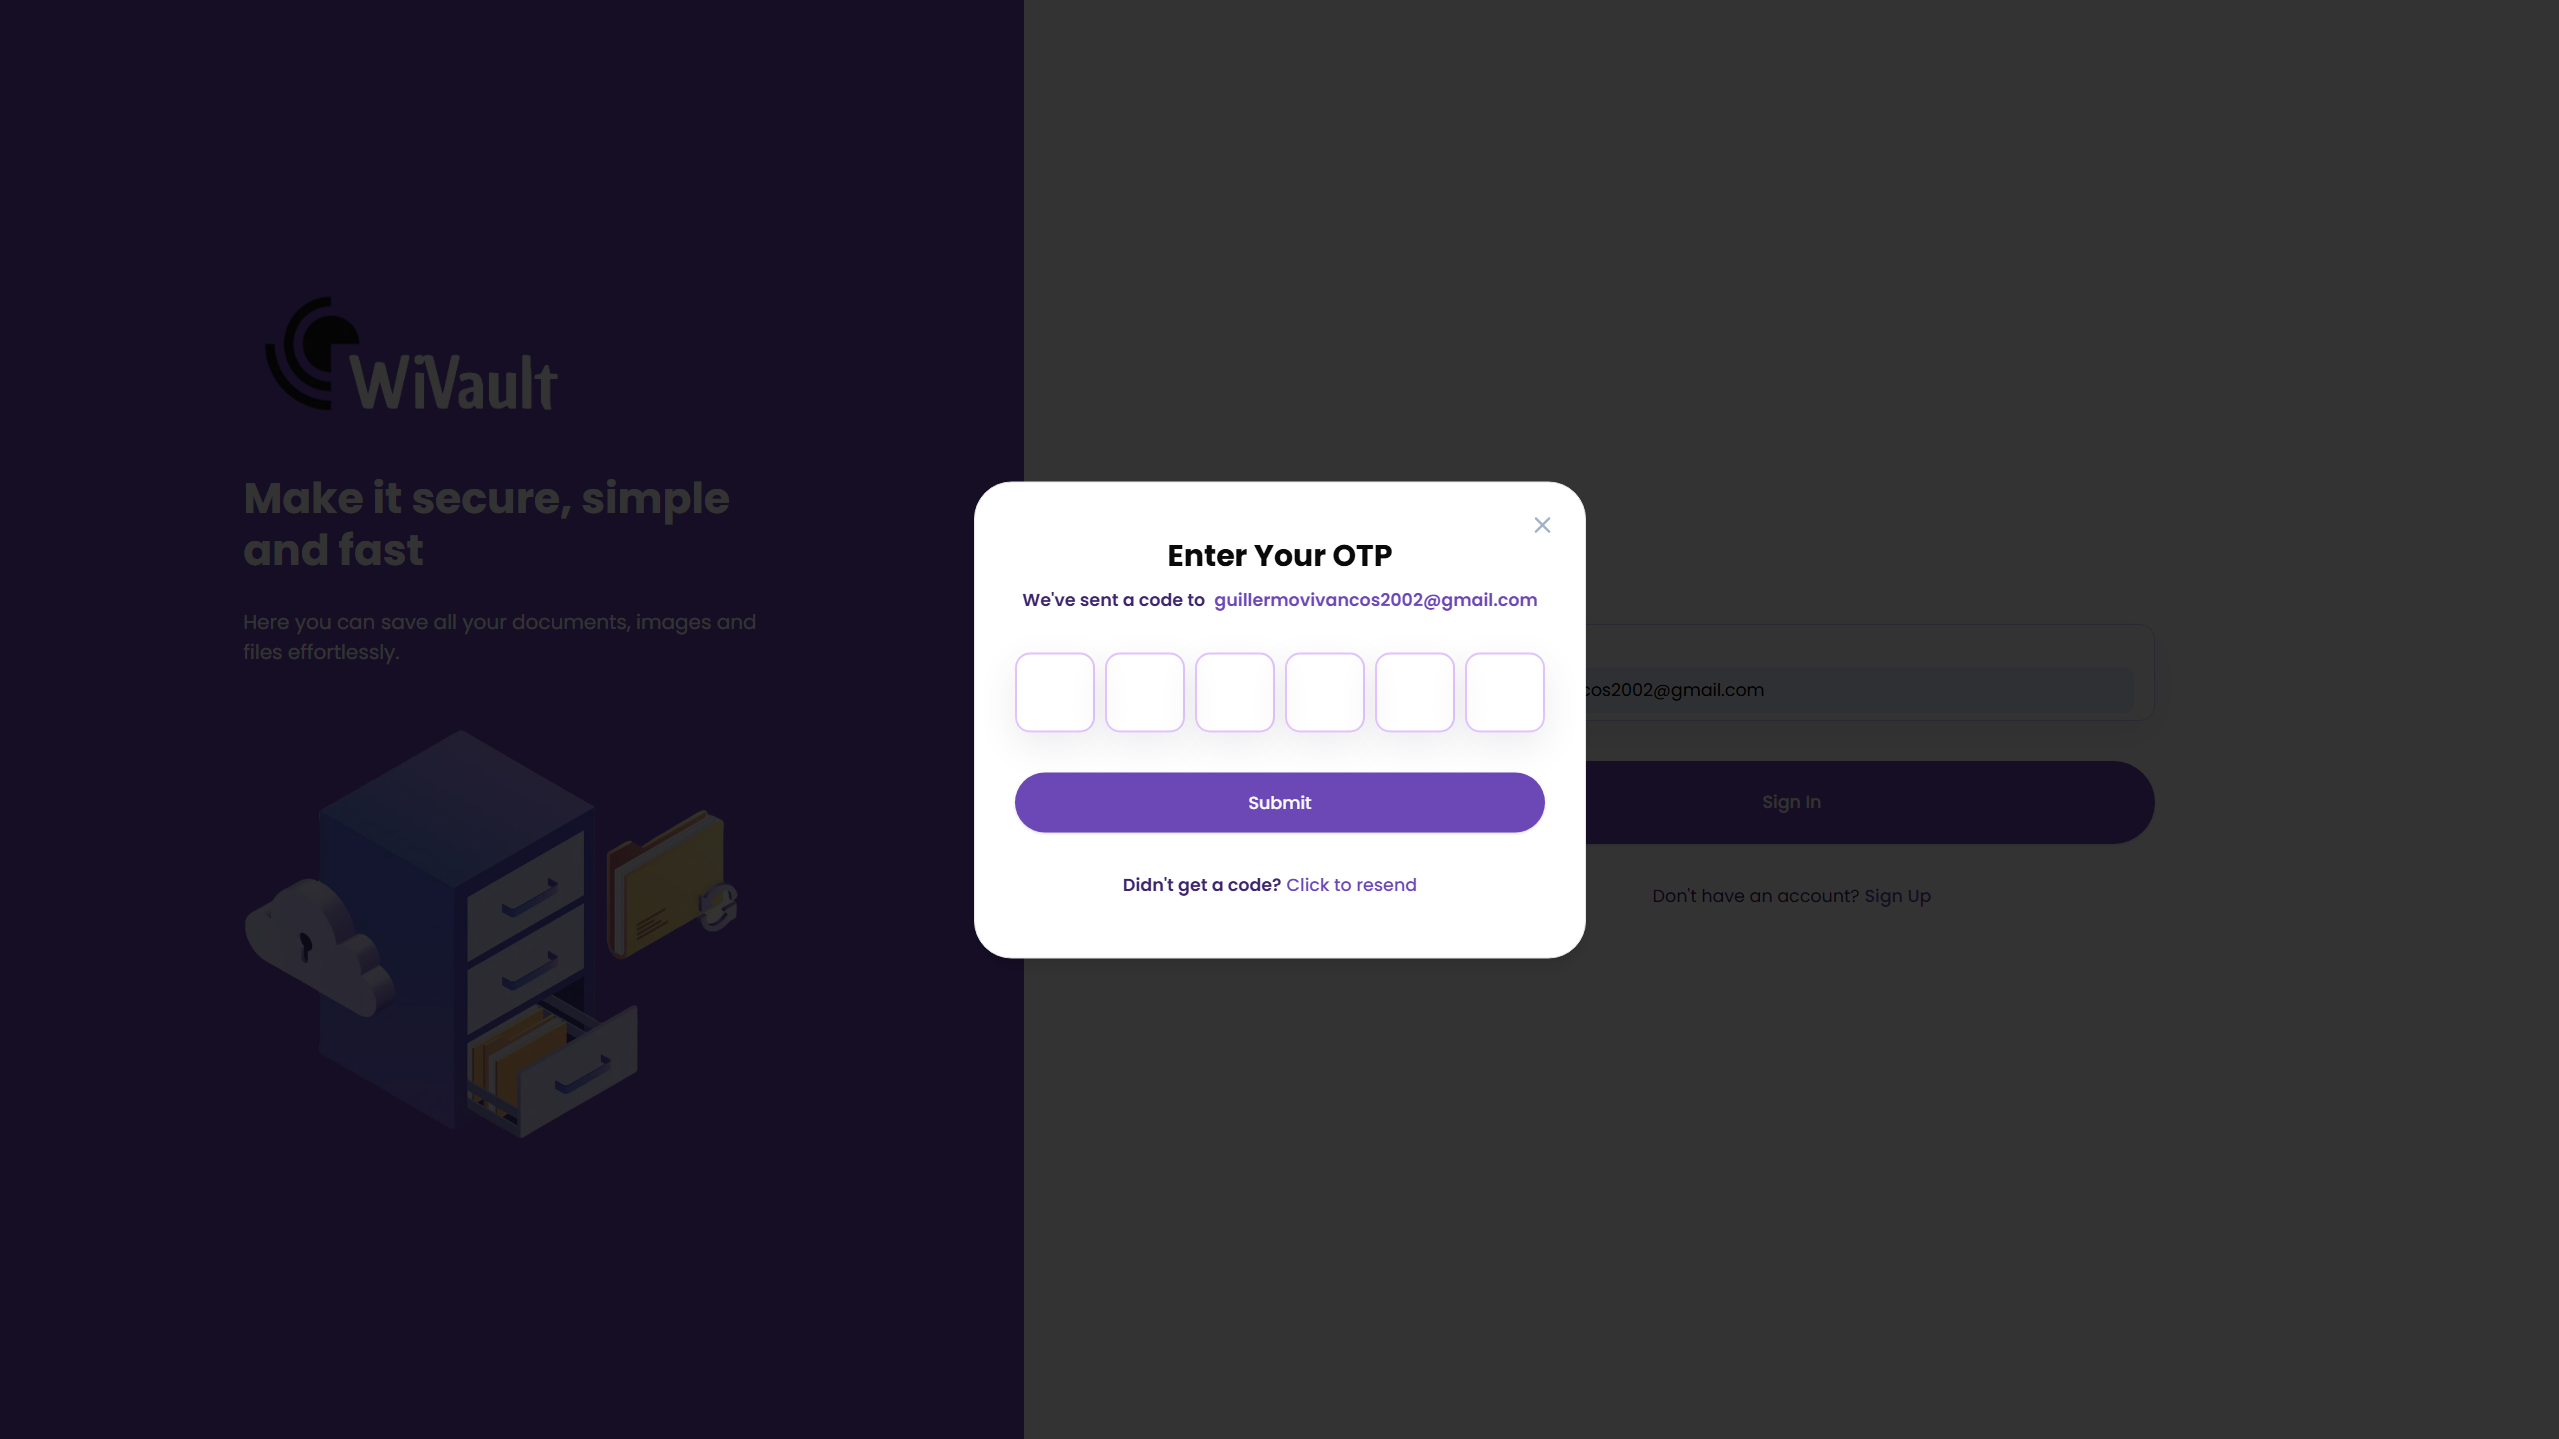 WiVault
Make it secure, simple
and fast
Here you can save all your documents, images and
files effortlessly.
Enter Your OTP
We've sent a code to guillermovivancos2002@gmail.com
Submit
Didn't get a code? Click to resend
cos2002@gmail.com
Sign In
Don't have an account? Sign Up